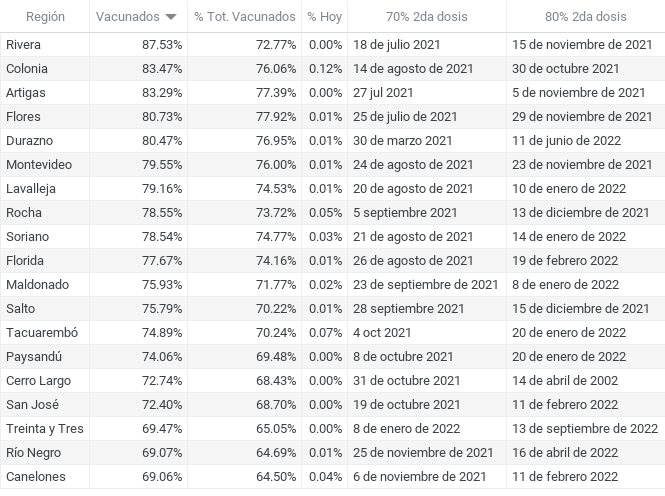 Región Vacunados % Tot. Vacunados % Hoy 70% 2da dosis 80% 2da dosis
Rivera 87.53% 72.77% 0.00% 18 de julio 2021 15 de noviembre de 2021
Colonia 83.47% 76.06% 0.12% 14 de agosto de 2021 30 de octubre 2021
Artigas 83.29% 77.39% 0.00% 27 jul 2021 5 de noviembre de 2021
Flores 80.73% 77.92% 0.01% 25 de julio de 2021 29 de noviembre de 2021
Durazno 80.47% 76.95% 0.01% 30 de marzo 2021 11 de junio de 2022
Montevideo 79.55% 76.00% 0.01% 24 de agosto de 2021 23 de noviembre de 2021
Lavalleja 79.16% 74.53% 0.01% 20 de agosto de 2021 10 de enero de 2022
Rocha 78.55% 73.72% 0.05% 5 septiembre 2021 13 de diciembre de 2021
Soriano 78.54% 74.77% 0.03% 21 de agosto de 2021 14 de enero de 2022
Florida 77.67% 74.16% 0.01% 26 de agosto de 2021 19 de febrero de 2022
Maldonado 75.93% 71.77% 0.02% 23 de septiembre de 2021 8 de enero de 2022
Salto 75.79% 70.22% 0.01% 28 septiembre 2021 15 de diciembre de 2021
Tacuarembó 74.89% 70.24% 0.07% 4 oct 2021 20 de enero de 2022
Paysandú 74.06% 69.48% 0.00% 8 de octubre de 2021 20 de enero de 2022
Cerro Largo 72.74% 68.43% 0.00% 31 de octubre de 2021 14 de abril de 2002
San José 72.40% 68.70% 0.00% 19 de octubre de 2021 11 de febrero de 2022
Treinta y Tres 69.47% 65.05% 0.00% 8 de enero de 2022 13 de septiembre de 2022
Río Negro 69.07% 64.69% 0.01% 25 de noviembre de 2021 16 de abril de 2022
Canelones 69.06% 64.50% 0.04% 6 de noviembre de 2021 11 de febrero de 2022